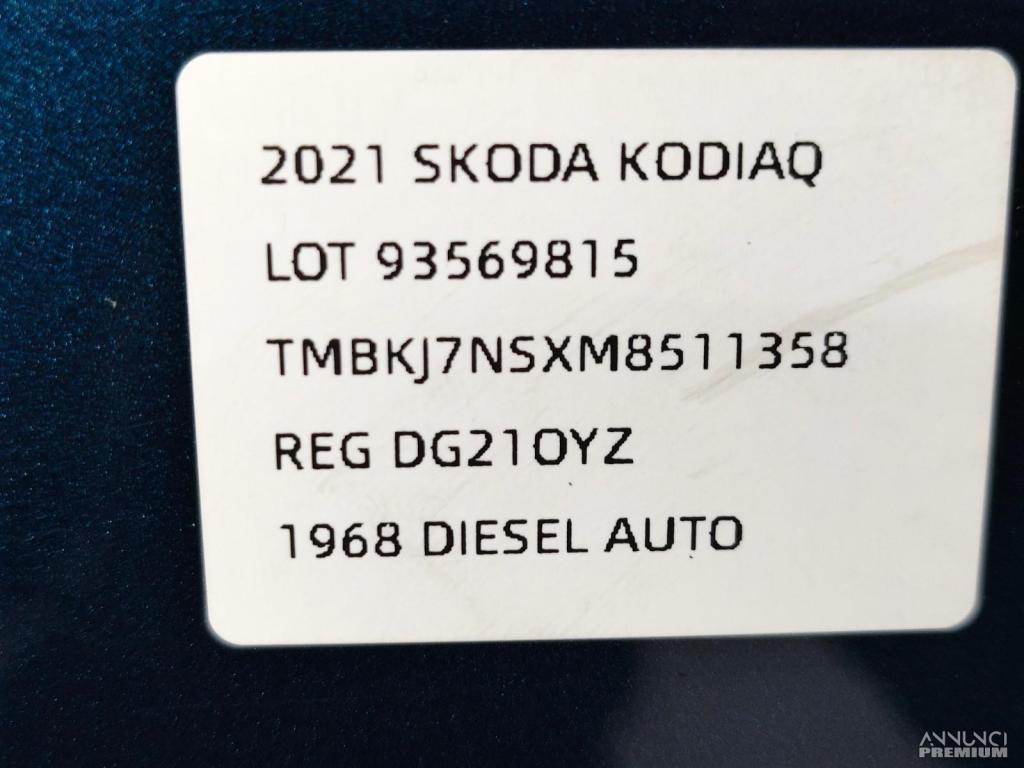 2021 SKODA KODIAQ
LOT 93569815
TMBKJ7NSXM8511358
REG DG21OYZ
1968 DIESEL AUTO
ANNUNCI
PREMIUM